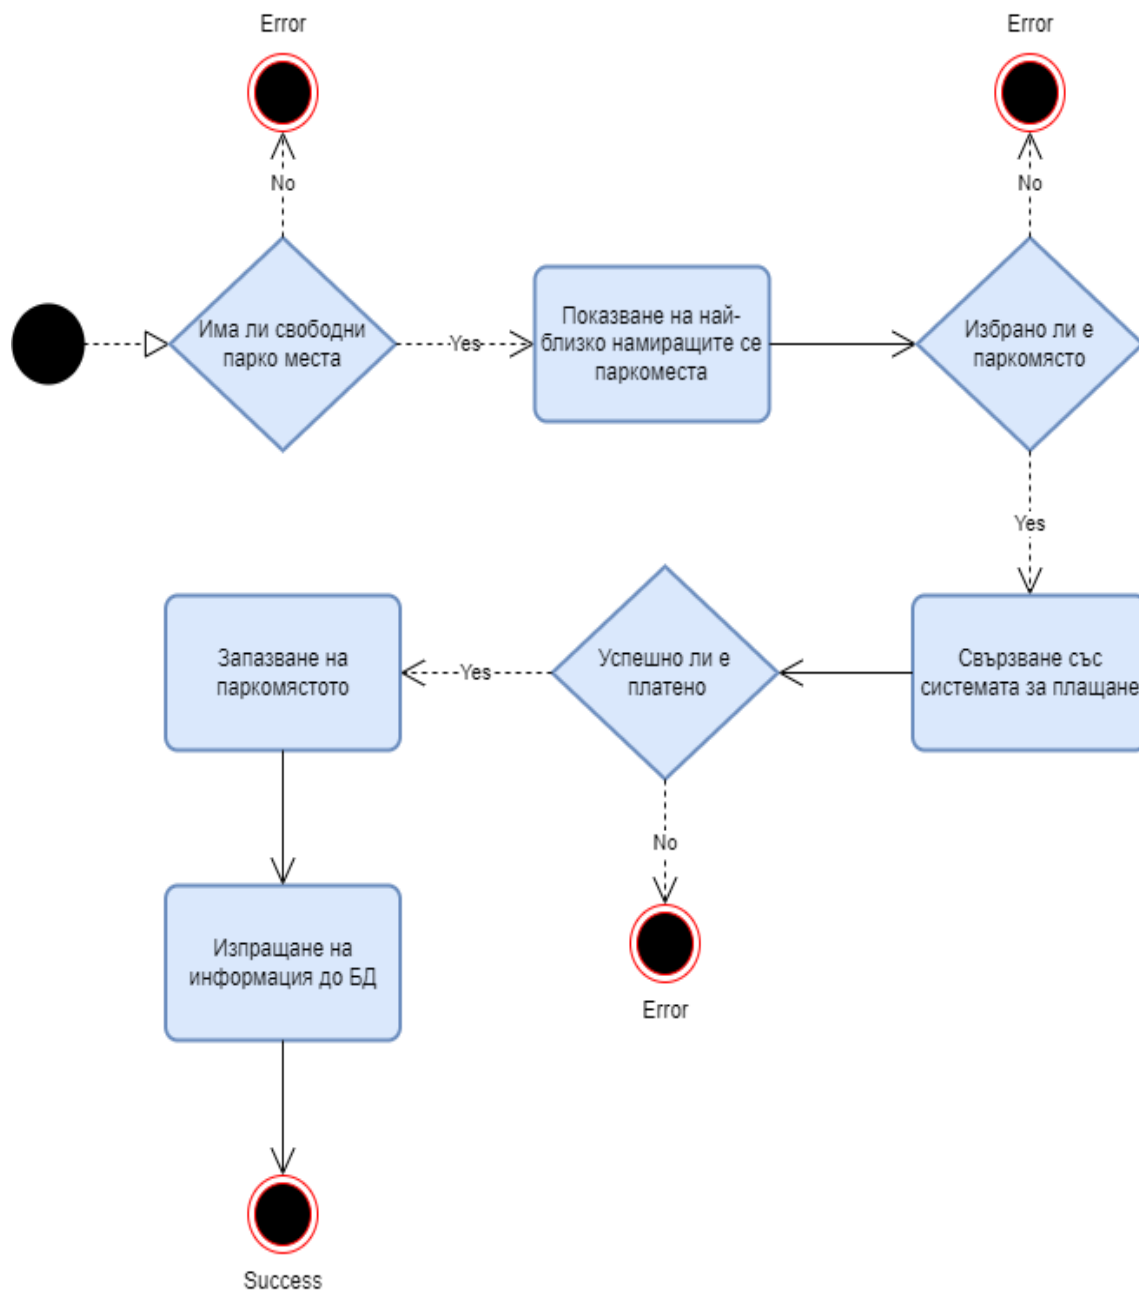 Error
Error
No
No
Има ли свободни
парко места
Yes
Показване на най-
близко намиращите се
паркоместа
Избрано ли е
паркомясто
Yes
Запазване на
паркомястото
Yes
Успешно ли е
платено
Свързване със
системата за плащане
No
Изпращане на
информация до БД
Error
Success